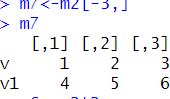 > m7<-m2[-3,]
> m7
   [,1] [,2] [,3]
v     1    2    3
v1    4    5    6